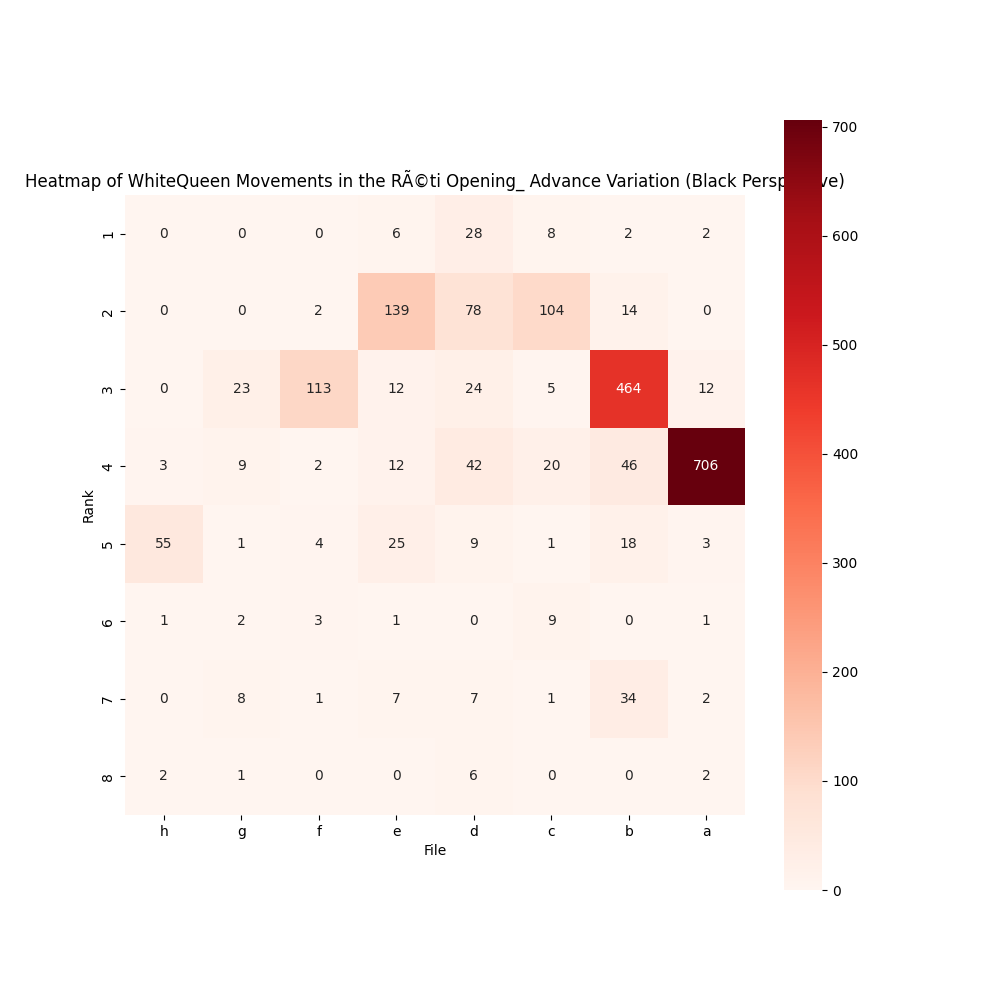 Heatmap of WhiteQueen Movements in the RÃ©ti Opening_ Advance Variation (Black Perspective)
700
600
500
400
300
200
100
0
1 0 0 0 6 28 8 2 2
2 0 0 2 139 78 104 14 0
3 0 23 113 12 24 5 464 12
4 3 9 2 12 42 20 46 706
5 55 1 4 25 9 1 18 3
6 1 2 3 1 0 9 0 1
7 0 8 1 7 7 1 34 2
8 2 1 0 0 6 0 0 2
Rank
h g f e d c b a
File